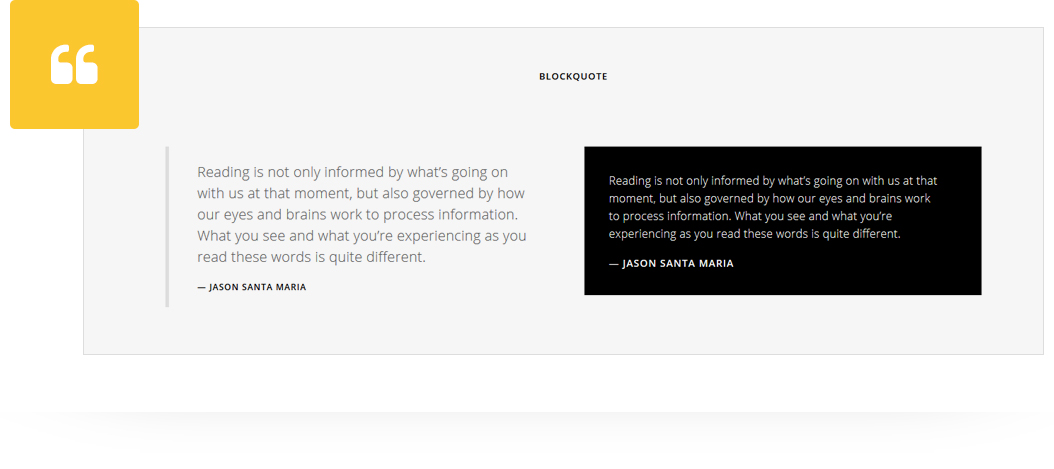 BLOCKQUOTE
Reading is not only informed by what’s going on
with us at that moment, but also governed by how
our eyes and brains work to process information.
What you see and what you’re experiencing as you
read these words is quite different.
— JASON SANTA MARIA
Reading is not only informed by what’s going on with us at that
moment, but also governed by how our eyes and brains work
to process information. What you see and what you’re
experiencing as you read these words is quite different.
— JASON SANTA MARIA